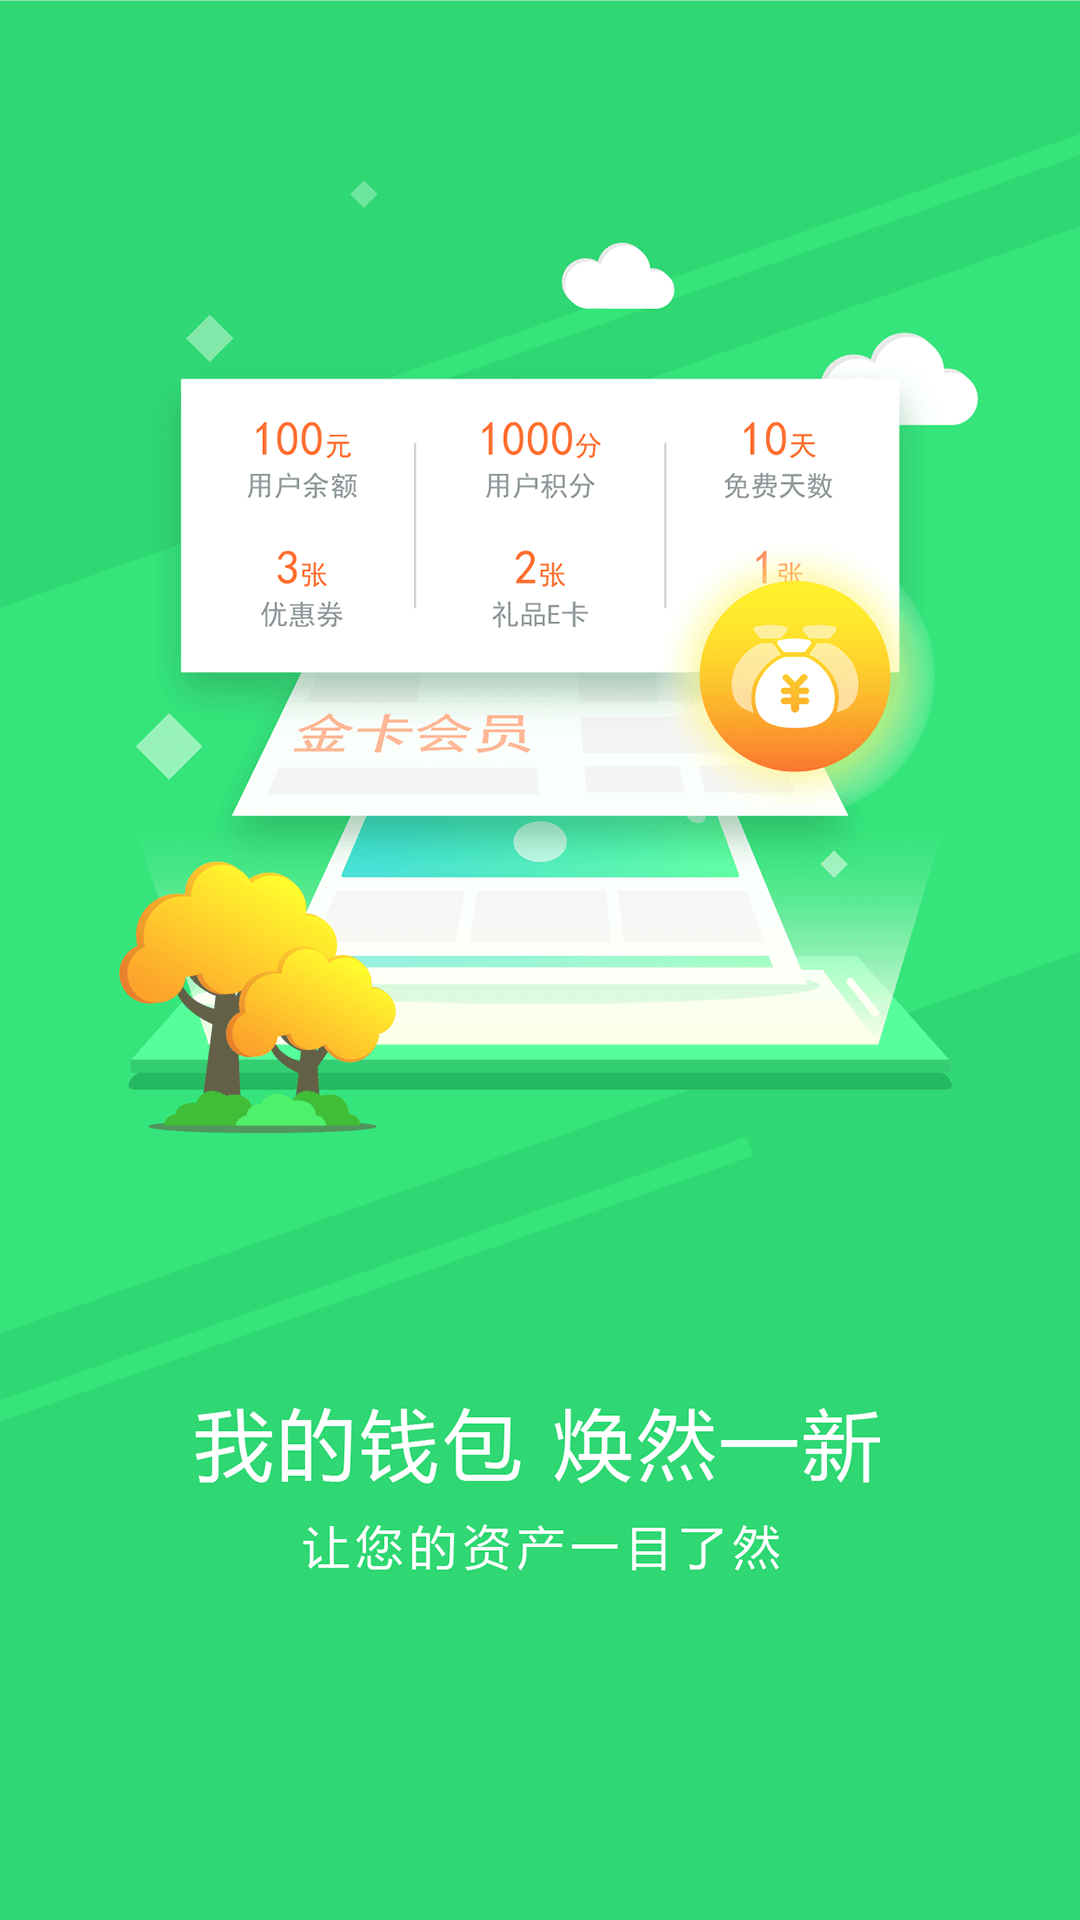 100元 1000分 10天
用户余额 用户积分 免费天数
3张 2张 1张
优惠券 礼品E卡
金卡会员
¥
我的钱包 焕然一新
让您的资产一目了然